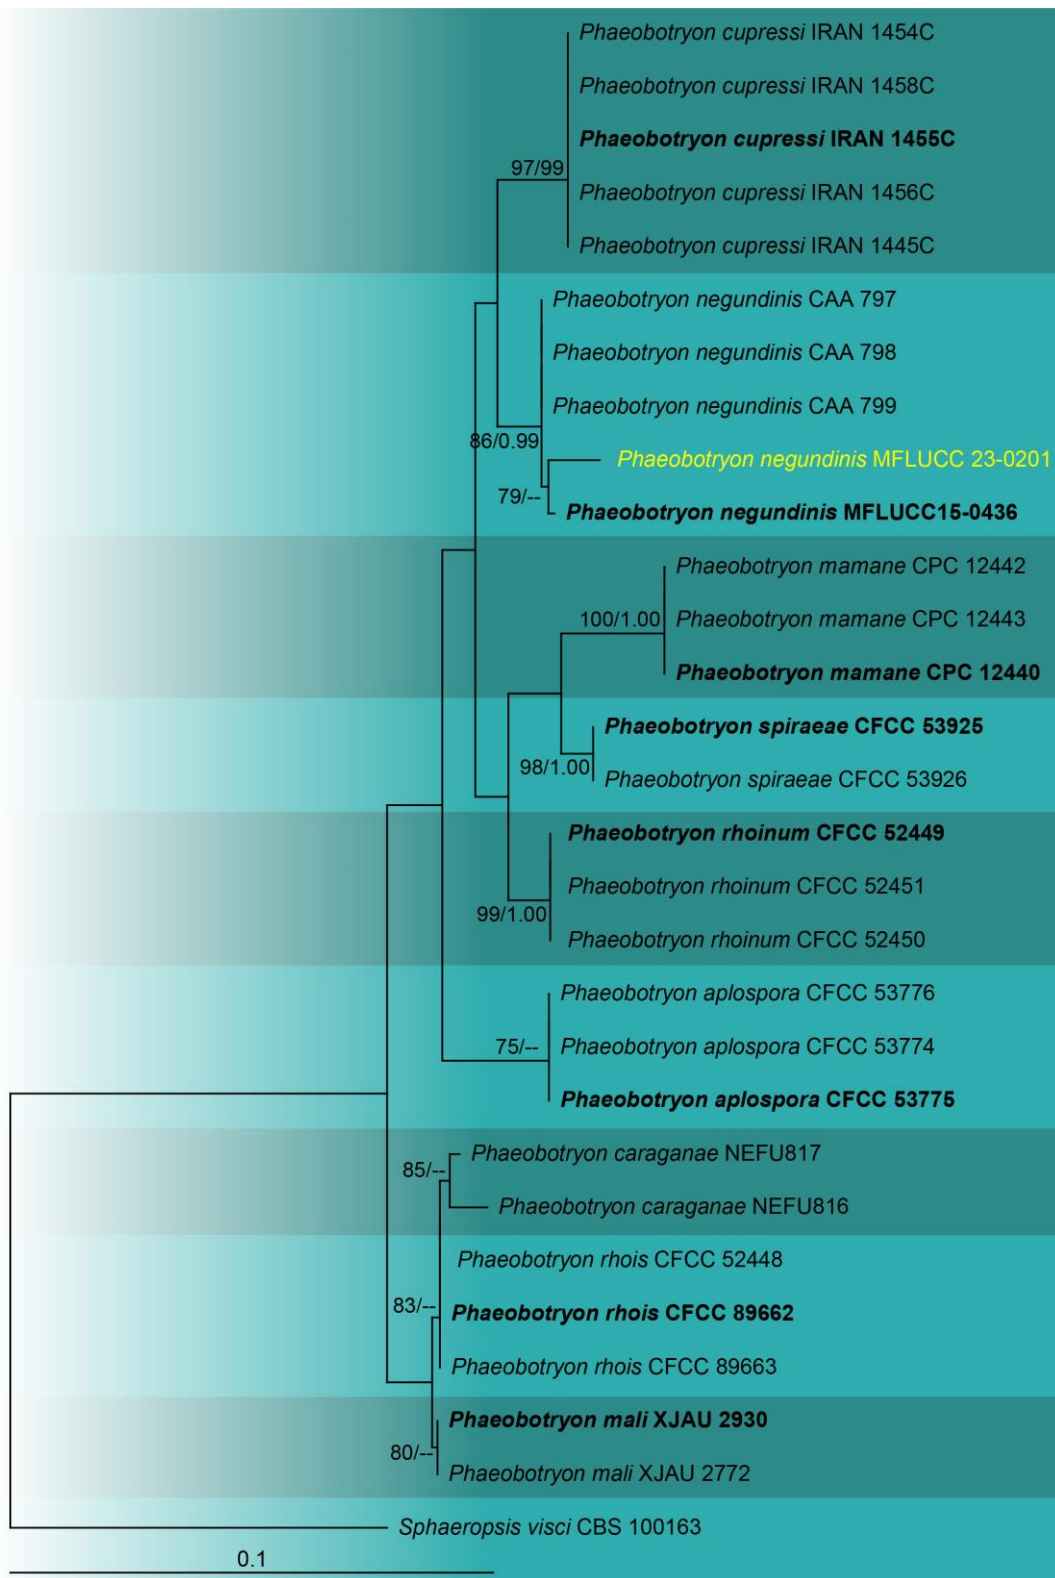 Phaeobotryon cupressi IRAN 1454C
Phaeobotryon cupressi IRAN 1458C
Phaeobotryon cupressi IRAN 1455C
97/99
Phaeobotryon cupressi IRAN 1456C
Phaeobotryon cupressi IRAN 1445C
Phaeobotryon negundinis CAA 797
Phaeobotryon negundinis CAA 798
Phaeobotryon negundinis CAA 799
86/0.99
Phaeobotryon negundinis MFLUCC 23-0201
79/--
Phaeobotryon negundinis MFLUCC15-0436
Phaeobotryon mamane CPC 12442
100/1.00
Phaeobotryon mamane CPC 12443
Phaeobotryon mamane CPC 12440
Phaeobotryon spiraeae CFCC 53925
98/1.00
Phaeobotryon spiraeae CFCC 53926
Phaeobotryon rhoinum CFCC 52449
Phaeobotryon rhoinum CFCC 52451
99/1.00
Phaeobotryon rhoinum CFCC 52450
Phaeobotryon aplospora CFCC 53776
75/--
Phaeobotryon aplospora CFCC 53774
Phaeobotryon aplospora CFCC 53775
Phaeobotryon caraganae NEFU817
85/--
Phaeobotryon caraganae NEFU816
Phaeobotryon rhois CFCC 52448
83/--
Phaeobotryon rhois CFCC 89662
Phaeobotryon rhois CFCC 89663
Phaeobotryon mali XJAU 2930
80/--
Phaeobotryon mali XJAU 2772
Sphaeropsis visci CBS 100163
0.1